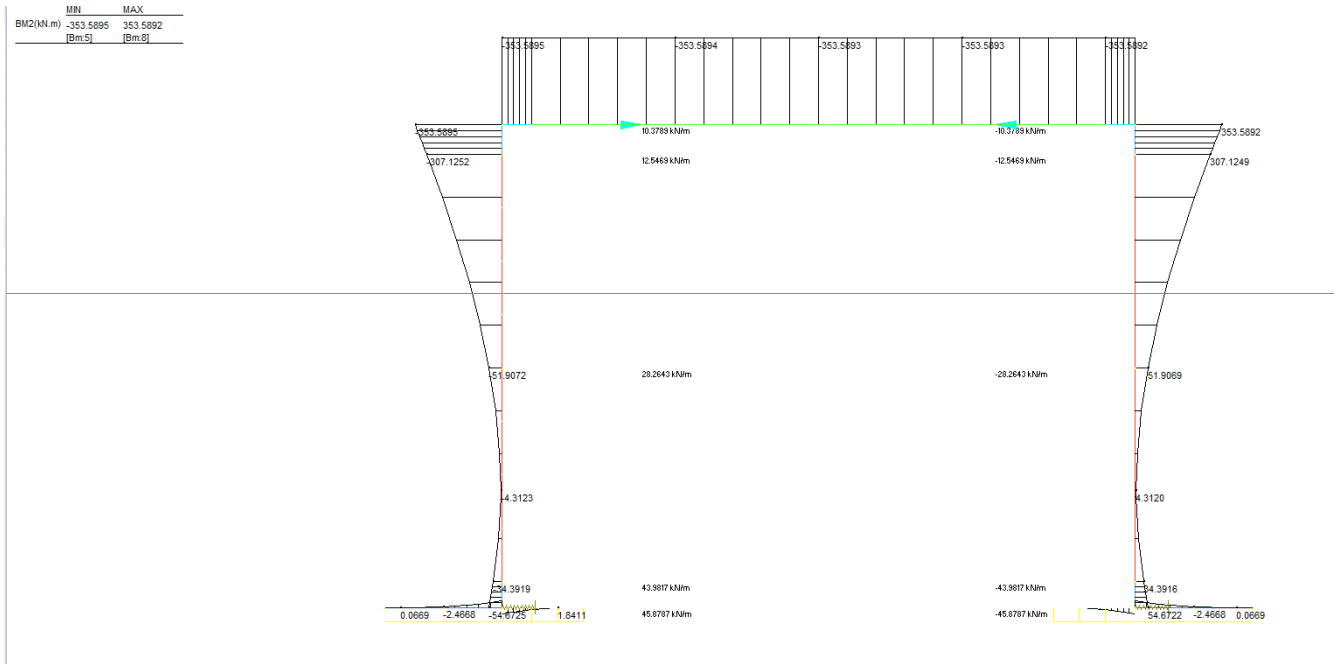 MIN MAX
BM2(kN.m) -353.5895 353.5892
[Bm:5] [Bm:8]
-353.5895 -353.5894 -353.5893 -353.5893 -353.5892
-353.5895 10.3789 kN/m -10.3789 kN/m 353.5892
-307.1252 12.5469 kN/m -12.5469 kN/m 307.1249
-51.9072 28.2643 kN/m -28.2643 kN/m 51.9069
-4.3123 4.3120
-34.3919 43.9817 kN/m -43.9817 kN/m 34.3916
0.0669 -2.4668 -54.6725 1.8411 45.8787 kN/m -45.8787 kN/m 54.6722 -2.4668 0.0669